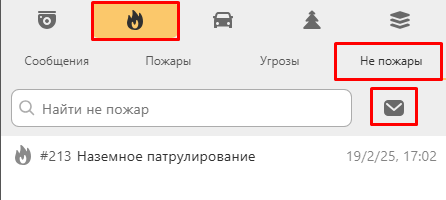 Сообщения Пожары Угрозы Не пожары
Найти не пожар
#213 Наземное патрулирование 19/2/25, 17:02